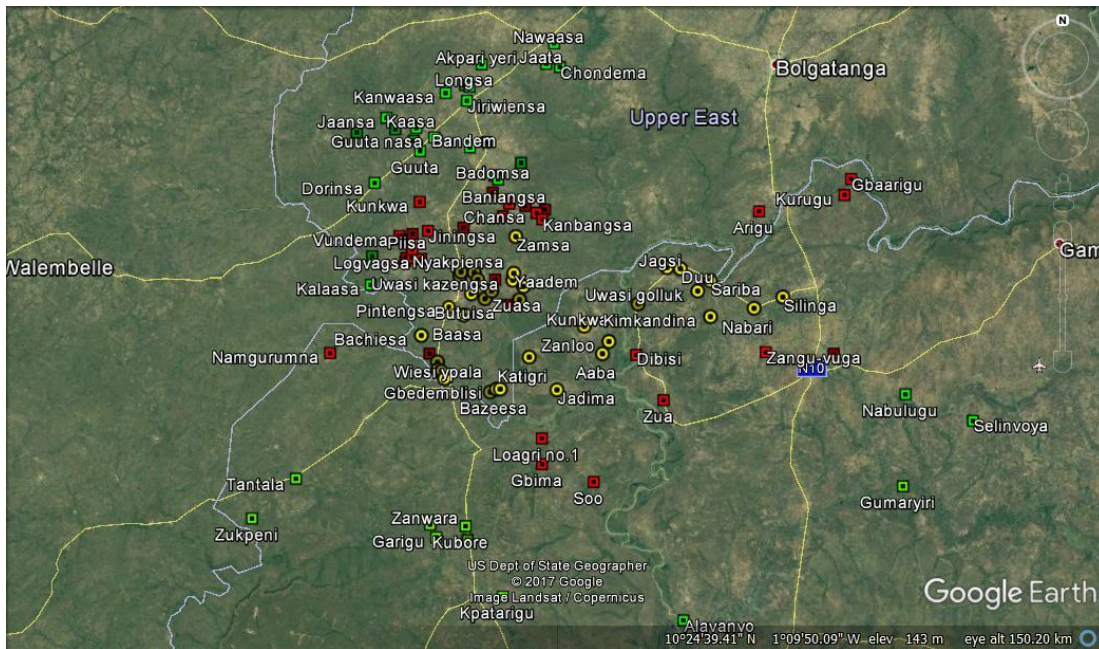 N
Nawaasa
Akpari yeri
Jaata
Chondema
Bolgatanga
Longsa
Kanwaasa
Jiriwiensa
Upper East
Jaansa
Kaasa
Guuta nasa
Bandem
Guuta
Badomsa
Dorinsa
Gbaarigu
Kurugu
Baniangsa
Kunkwa
Chansa
Kanbangsa
Arigu
Jiningsa
Vundema
Piisa
Zamsa
Gam
Walembelle
Logvagsa
Nyakpiensa
Jagsi
Duu
Kalaasa
Uwasi kazengsa
Yaadem
Uwasi golluk
Sariba
Silinga
Pintengsa
Butuisa
Zuasa
Kunkwa
Kimkandina
Nabari
Bachiesa
Baasa
Zanloo
Namgurumna
Dibisi
Zangu-vuga
Wiesi ypala
Katigri
Aaba
N10
Gbedemblisi
Jadima
Bazeesa
Zua
Nabulugu
Selinvoya
Loagri no.1
Gbima
Soo
Tantala
Gumaryiri
Zukpeni
Zanwara
Garigu
Kubore
US Dept of State Geographer
© 2017 Google
Image Landsat / Copernicus
Google Earth
Kpatarigu
Alavanyo
10°24'39.41" N 1°09'50.09" W elev 143 m eye alt 150.20 km